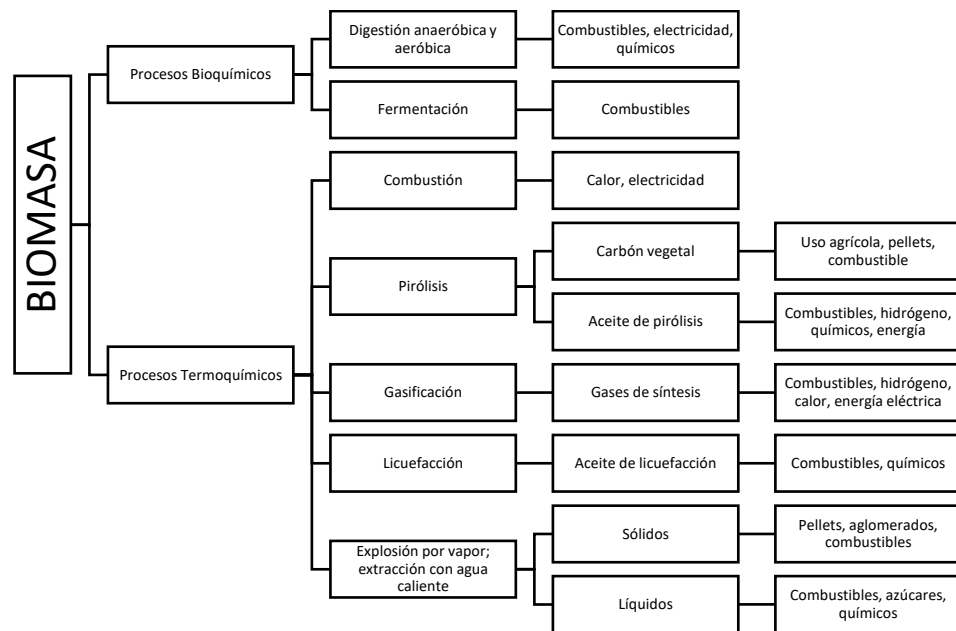 BIOMASA
Procesos Bioquímicos
Digestión anaeróbica y
aeróbica
Combustibles, electricidad,
químicos
Fermentación
Combustibles
Procesos Termoquímicos
Combustión
Calor, electricidad
Pirólisis
Carbón vegetal
Uso agrícola, pellets,
combustible
Aceite de pirólisis
Combustibles, hidrógeno,
químicos, energía
Gasificación
Gases de síntesis
Combustibles, hidrógeno,
calor, energía eléctrica
Licuefacción
Aceite de licuefacción
Combustibles, químicos
Explosión por vapor;
extracción con agua
caliente
Sólidos
Pellets, aglomerados,
combustibles
Líquidos
Combustibles, azúcares,
químicos